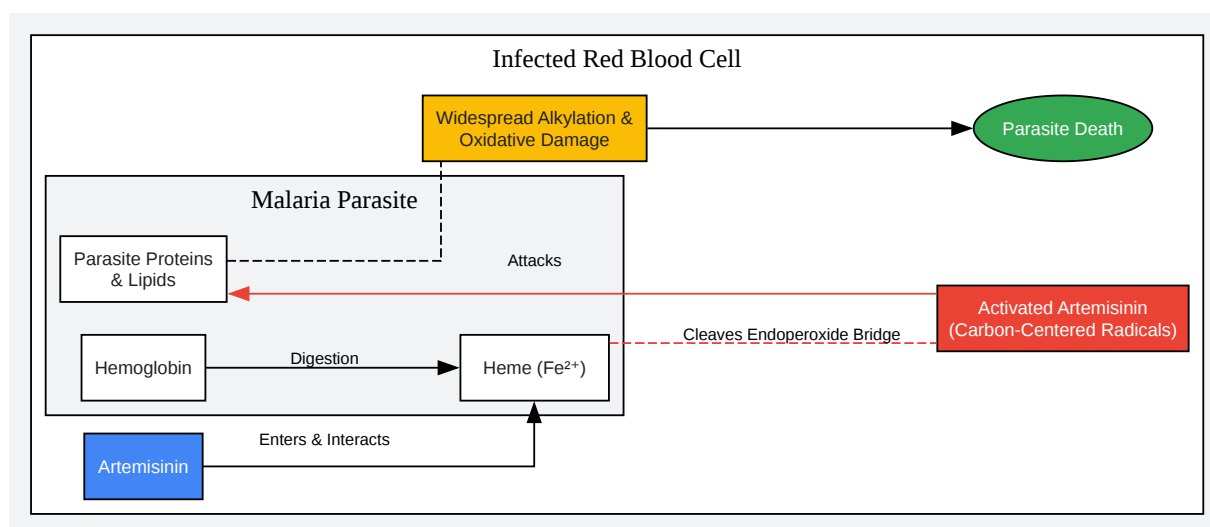 Infected Red Blood Cell
Widespread Alkylation &
Oxidative Damage
Parasite Death
Malaria Parasite
Parasite Proteins
& Lipids
Attacks
Activated Artemisinin
(Carbon-Centered Radicals)
Cleaves Endoperoxide Bridge
Hemoglobin
Digestion
Heme (Fe²⁺)
Enters & Interacts
Artemisinin